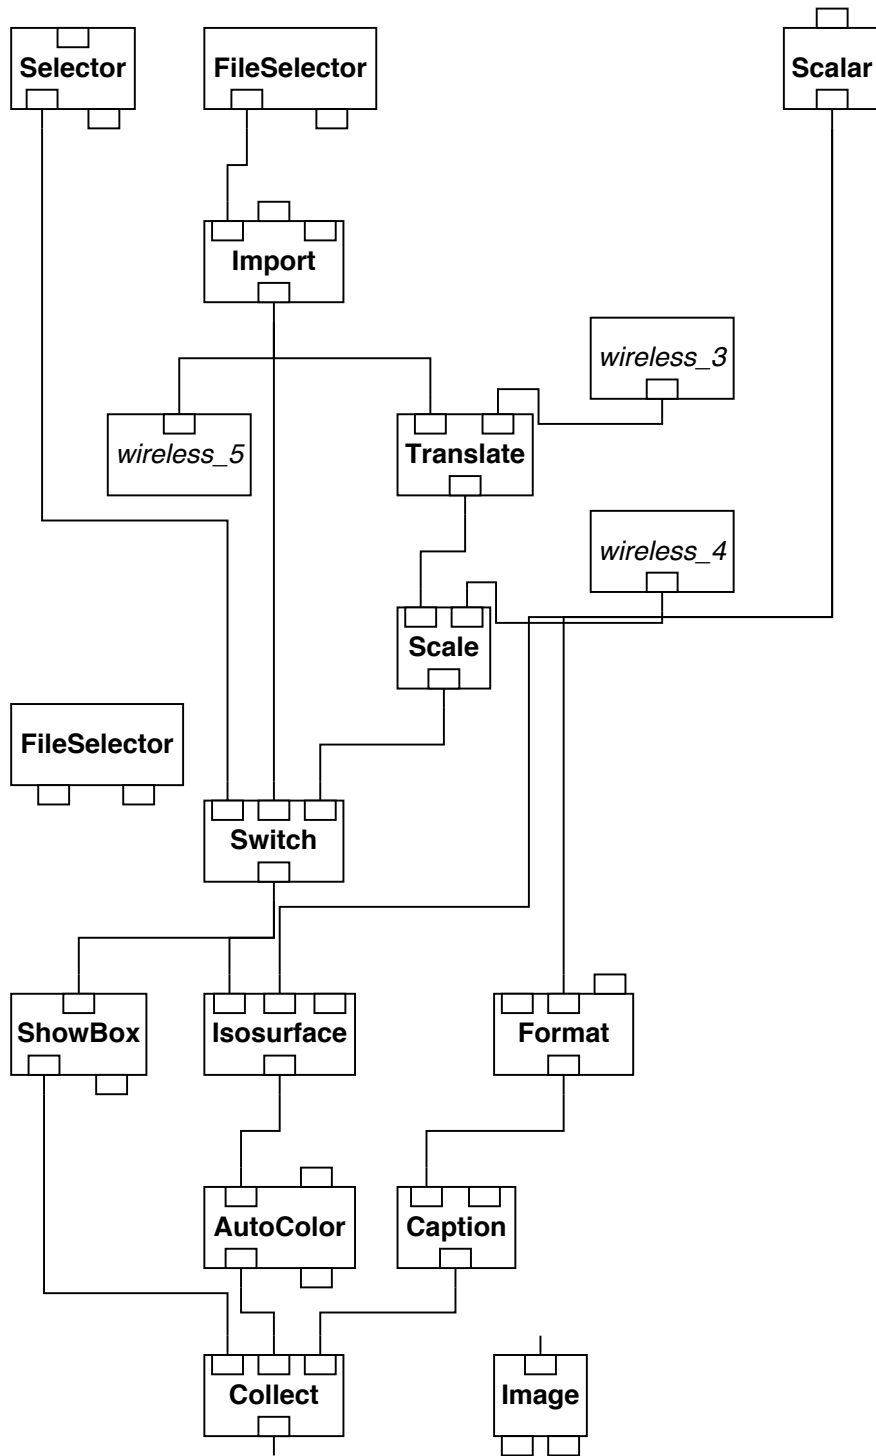 Selector
FileSelector
Scalar
Import
wireless_3
wireless_5
Translate
wireless_4
Scale
FileSelector
Switch
ShowBox
Isosurface
Format
AutoColor
Caption
Collect
Image